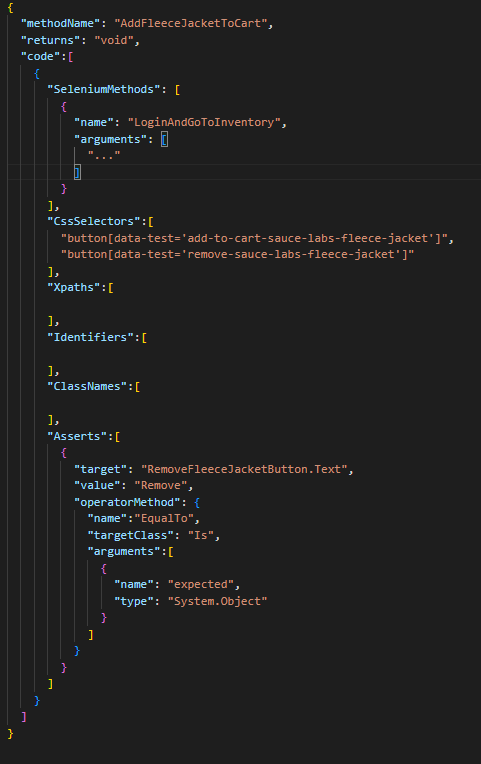 {
"methodName": "AddFleeceJacketToCart",
"returns": "void",
"code":[
{
"SeleniumMethods": [
{
"name": "LoginAndGoToInventory",
"arguments": [
"..."
]
}
],
"CssSelectors":[
"button[data-test='add-to-cart-sauce-labs-fleece-jacket']",
"button[data-test='remove-sauce-labs-fleece-jacket']"
],
"Xpaths":[
],
"Identifiers":[
],
"ClassNames":[
],
"Asserts":[
{
"target": "RemoveFleeceJacketButton.Text",
"value": "Remove",
"operatorMethod": {
"name":"EqualTo",
"targetClass": "Is",
"arguments":[
{
"name": "expected",
"type": "System.Object"
}
]
}
}
]
}
]
}